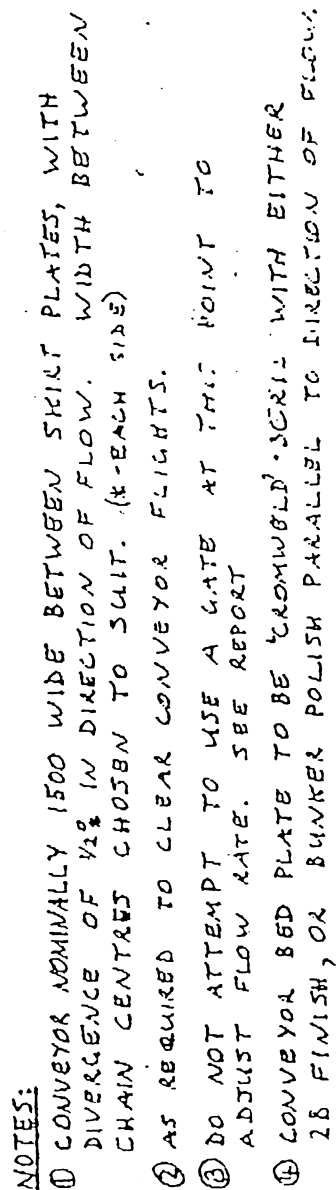 NOTES:
① CONVEYOR NOMINALLY 1500 WIDE BETWEEN SKIRT PLATES, WITH
DIVERGENCE OF 1/2° * IN DIRECTION OF FLOW. WIDTH BETWEEN
CHAIN CENTRES CHOSEN TO SUIT. (*-EACH SIDE)
② AS REQUIRED TO CLEAR CONVEYOR FLIGHTS.
③ DO NOT ATTEMPT TO USE A GATE AT THIS POINT TO
ADJUST FLOW RATE. SEE REPORT
④ CONVEYOR BED PLATE TO BE 'CROMWELD' WITH EITHER
2B FINISH, OR BUNKER POLISH PARALLEL TO DIRECTION OF FLOW.